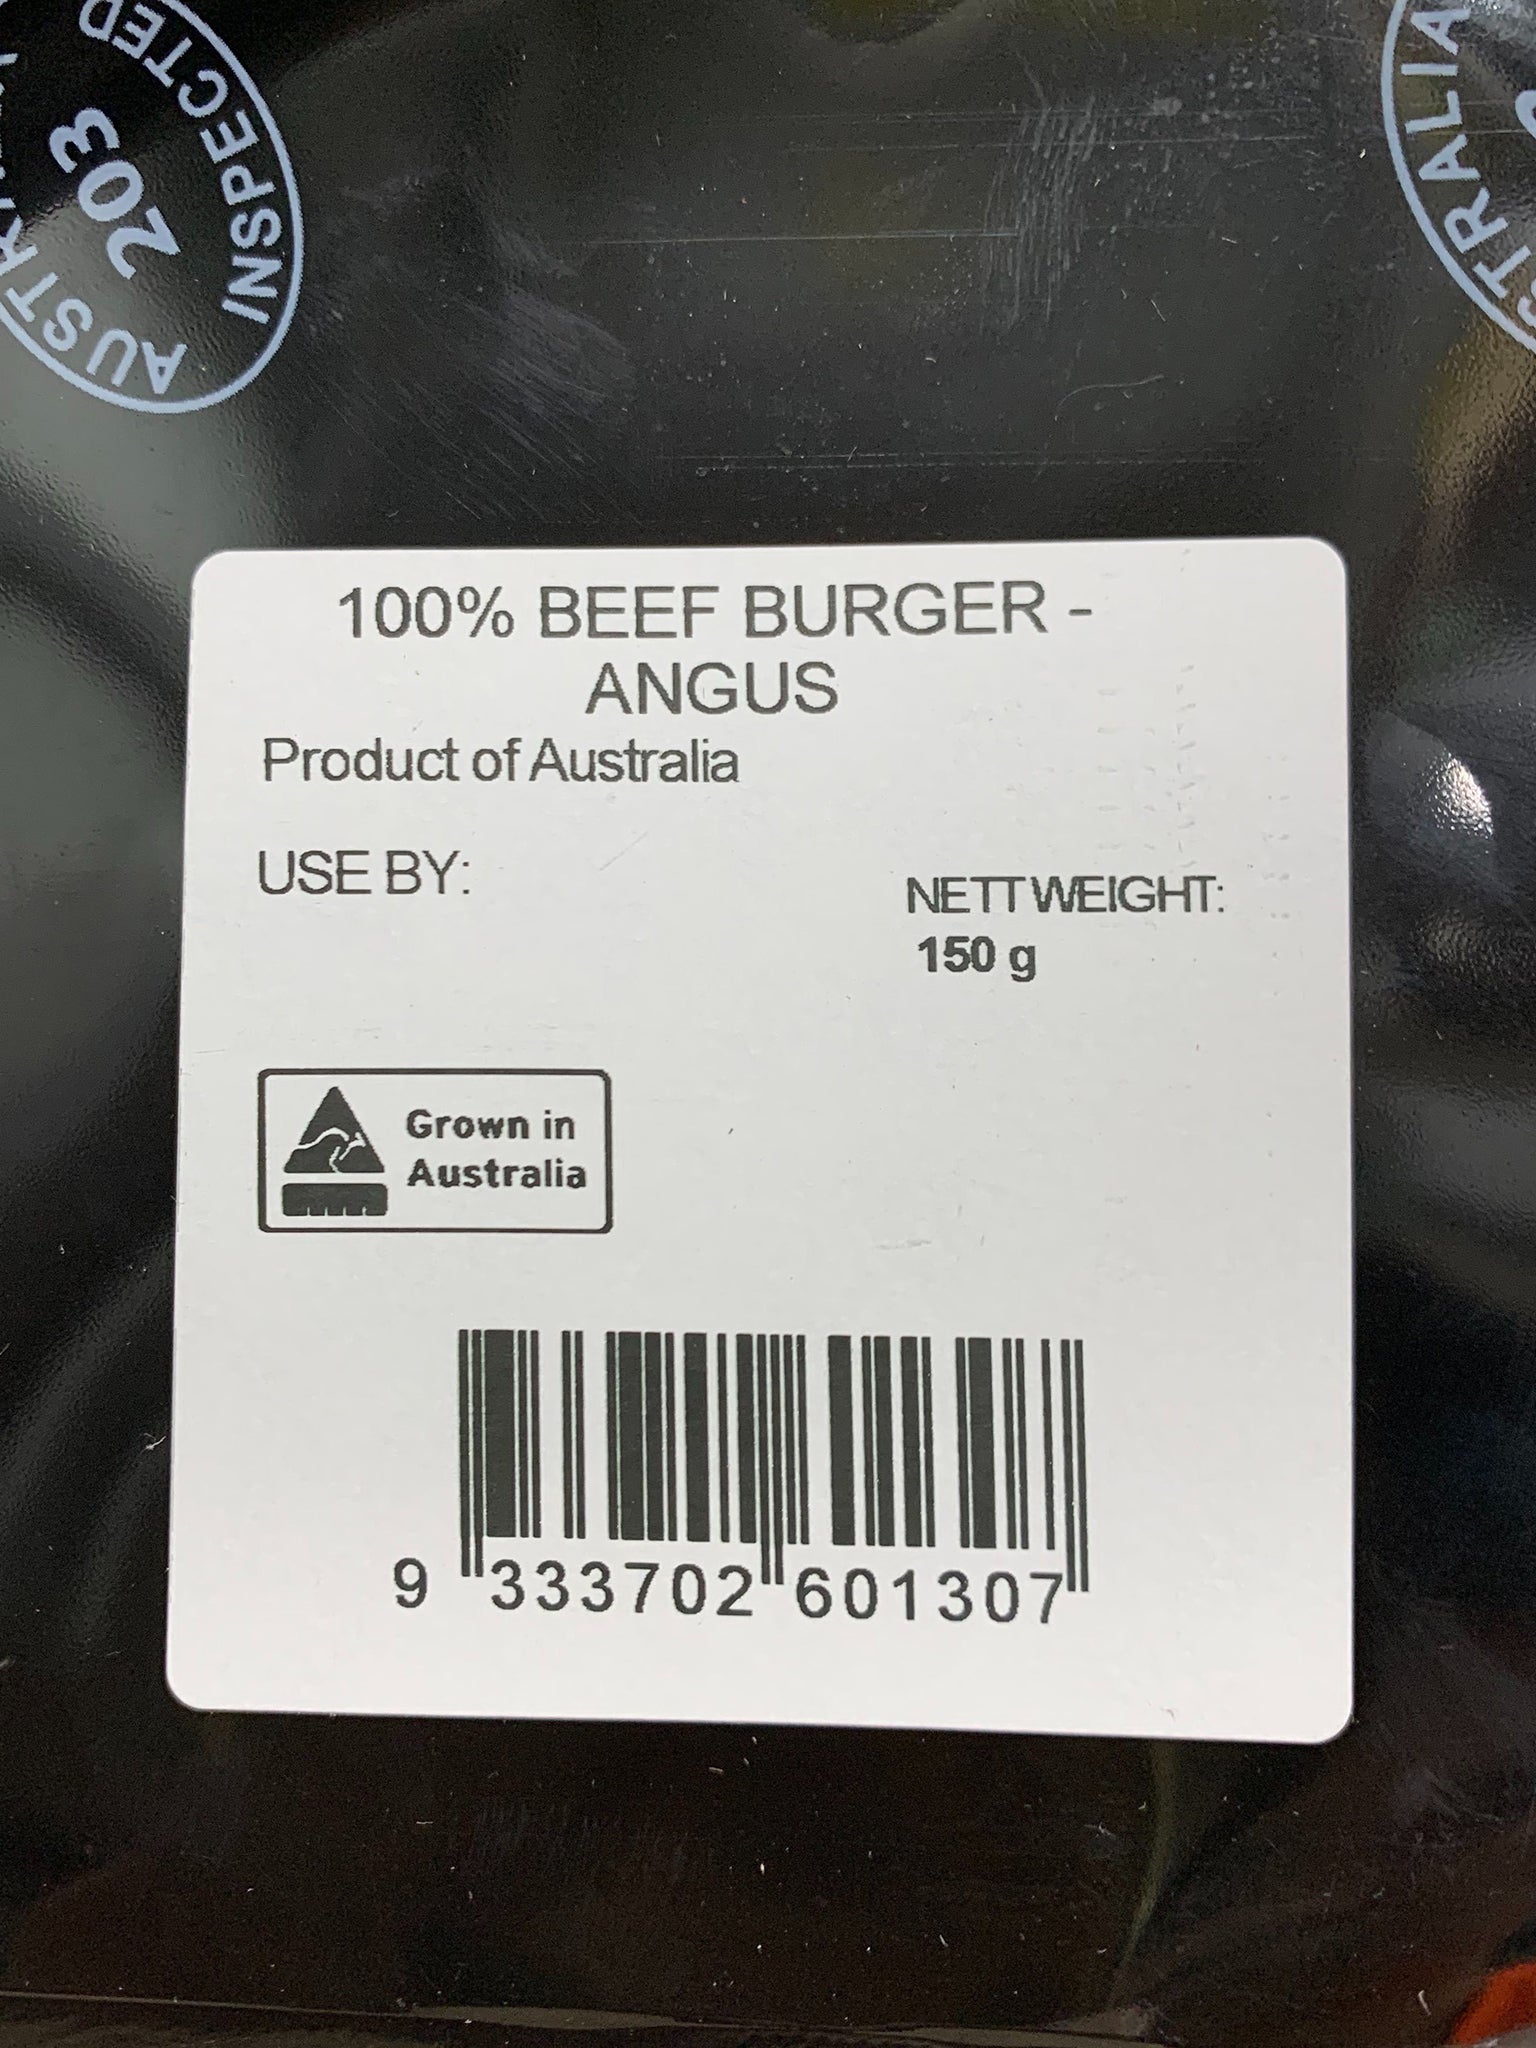 AUSTRALIA
203
INSPECTED
100% BEEF BURGER -
ANGUS
Product of Australia
USE BY:
NETT WEIGHT:
150 g
Grown in
Australia
9 333702 601307